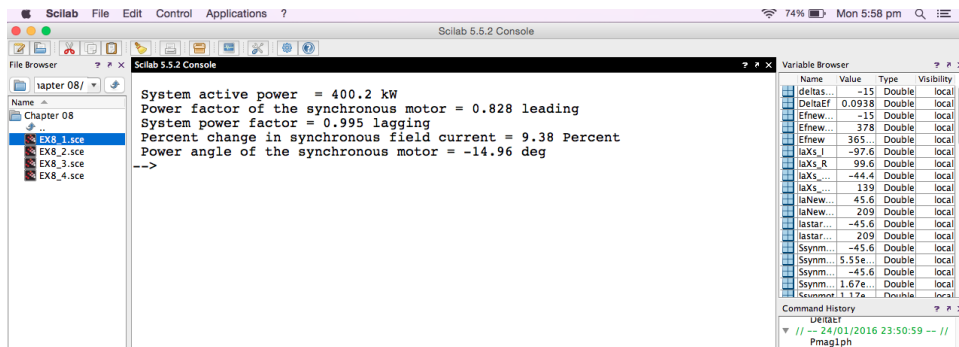 Scilab File Edit Control Applications ? 74% Mon 5:58 pm
Scilab 5.5.2 Console
File Browser ? Scilab 5.5.2 Console ? Variable Browser ?
hapter 08/
Name
Chapter 08
..
EX8_1.sce
EX8_2.sce
EX8_3.sce
EX8_4.sce
System active power = 400.2 kW
Power factor of the synchronous motor = 0.828 leading
System power factor = 0.995 lagging
Percent change in synchronous field current = 9.38 Percent
Power angle of the synchronous motor = -14.96 deg
-->
Name Value Type Visibility
deltas... -15 Double local
DeltaEf 0.0938 Double local
Efnew... -15 Double local
Efnew... 378 Double local
Efnew 365... Double local
IaXs_I -97.6 Double local
IaXs_R 99.6 Double local
IaXs_... -44.4 Double local
IaXs_... 139 Double local
IaNew... 45.6 Double local
IaNew... 209 Double local
Iastar... -45.6 Double local
Iastar... 209 Double local
Ssynm... -45.6 Double local
Ssynm... 5.55e... Double local
Ssynm... -45.6 Double local
Ssynm... 1.67e... Double local
Ssynmot 1.17e... Double local
Command History ?
DeltaEf
// -- 24/01/2016 23:50:59 -- //
Pmag1ph